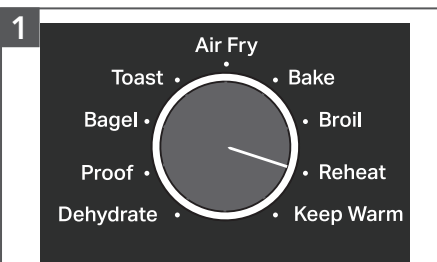 1
Air Fry
Toast Bake
Bagel Broil
Proof Reheat
Dehydrate Keep Warm